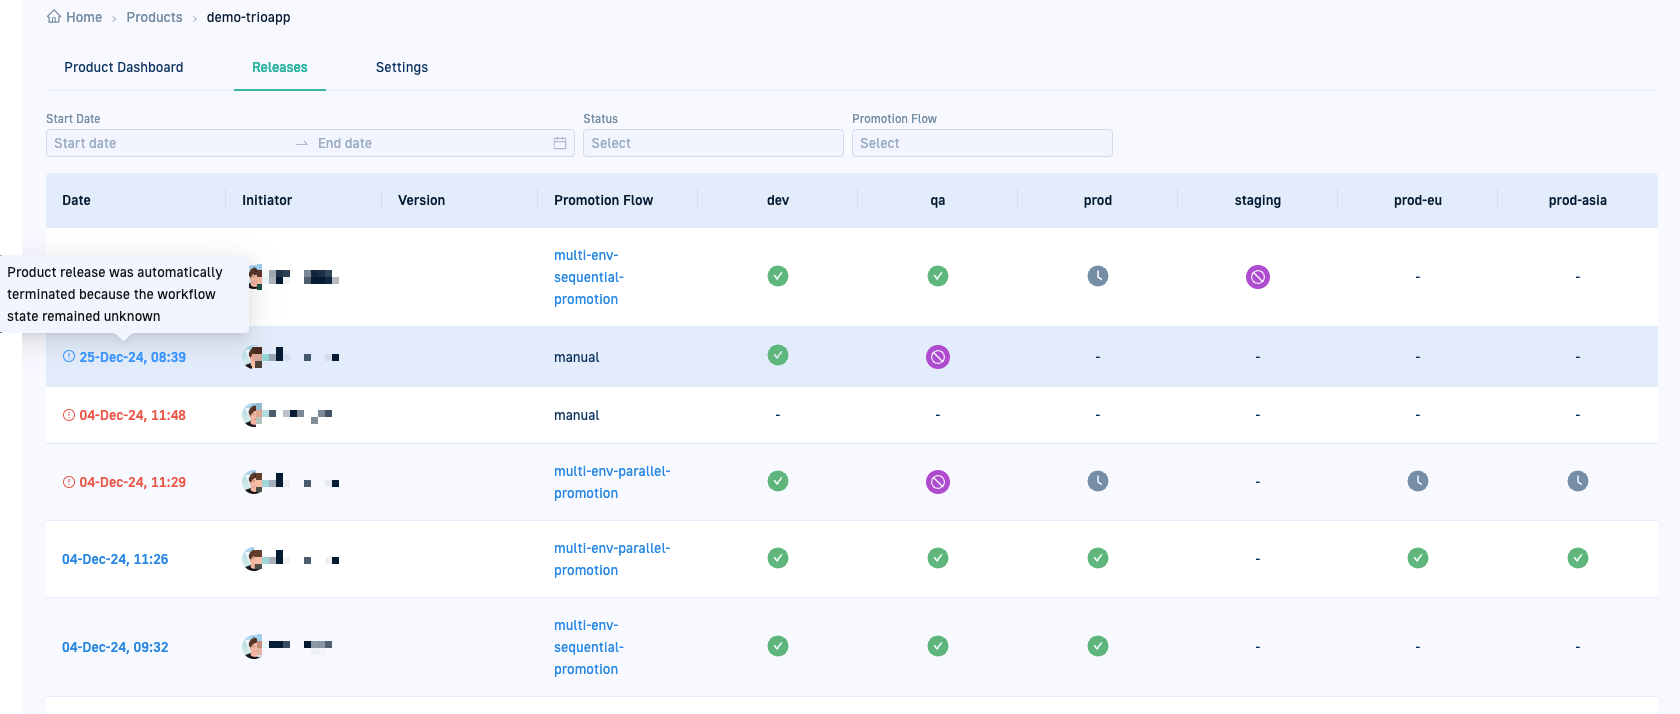 Home > Products > demo-trioapp
Product Dashboard Releases Settings
Start Date Status Promotion Flow
Start date → End date Select Select
Date Initiator Version Promotion Flow dev qa prod staging prod-eu prod-asia
multi-env-
sequential-
promotion
- -
Product release was automatically
terminated because the workflow
state remained unknown
25-Dec-24, 08:39 manual - - - -
04-Dec-24, 11:48 manual - - - - - -
04-Dec-24, 11:29 multi-env-parallel-
promotion
-
04-Dec-24, 11:26 multi-env-parallel-
promotion
-
04-Dec-24, 09:32 multi-env-
sequential-
promotion
- - -